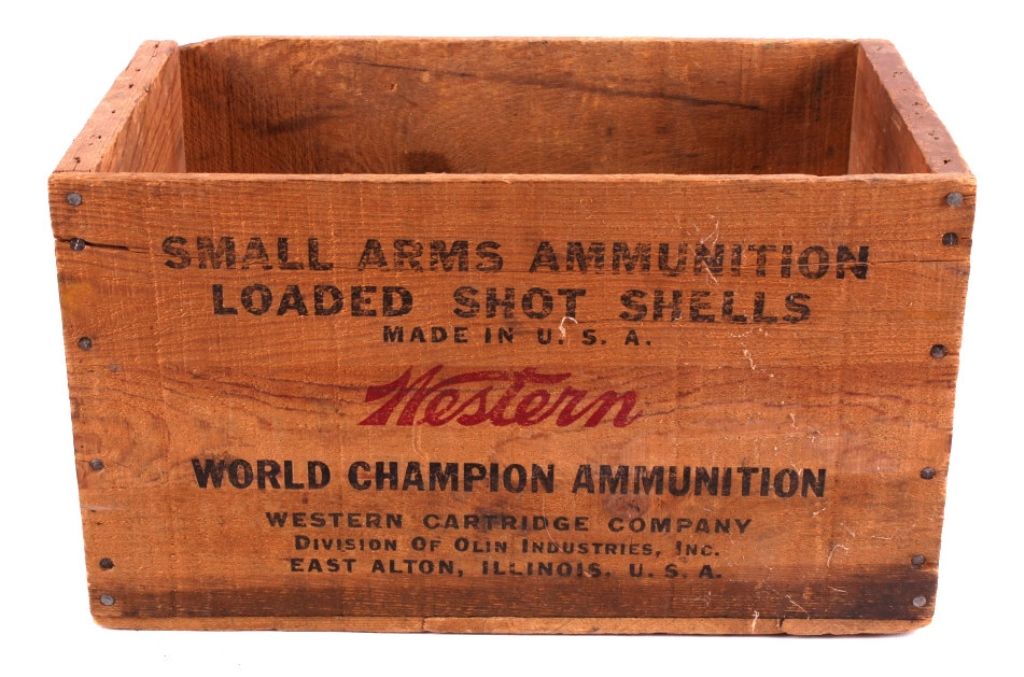 SMALL ARMS AMMUNITION
LOADED SHOT SHELLS
MADE IN U. S. A.
Western
WORLD CHAMPION AMMUNITION
WESTERN CARTRIDGE COMPANY
DIVISION OF OLIN INDUSTRIES, INC.
EAST ALTON, ILLINOIS. U. S. A.